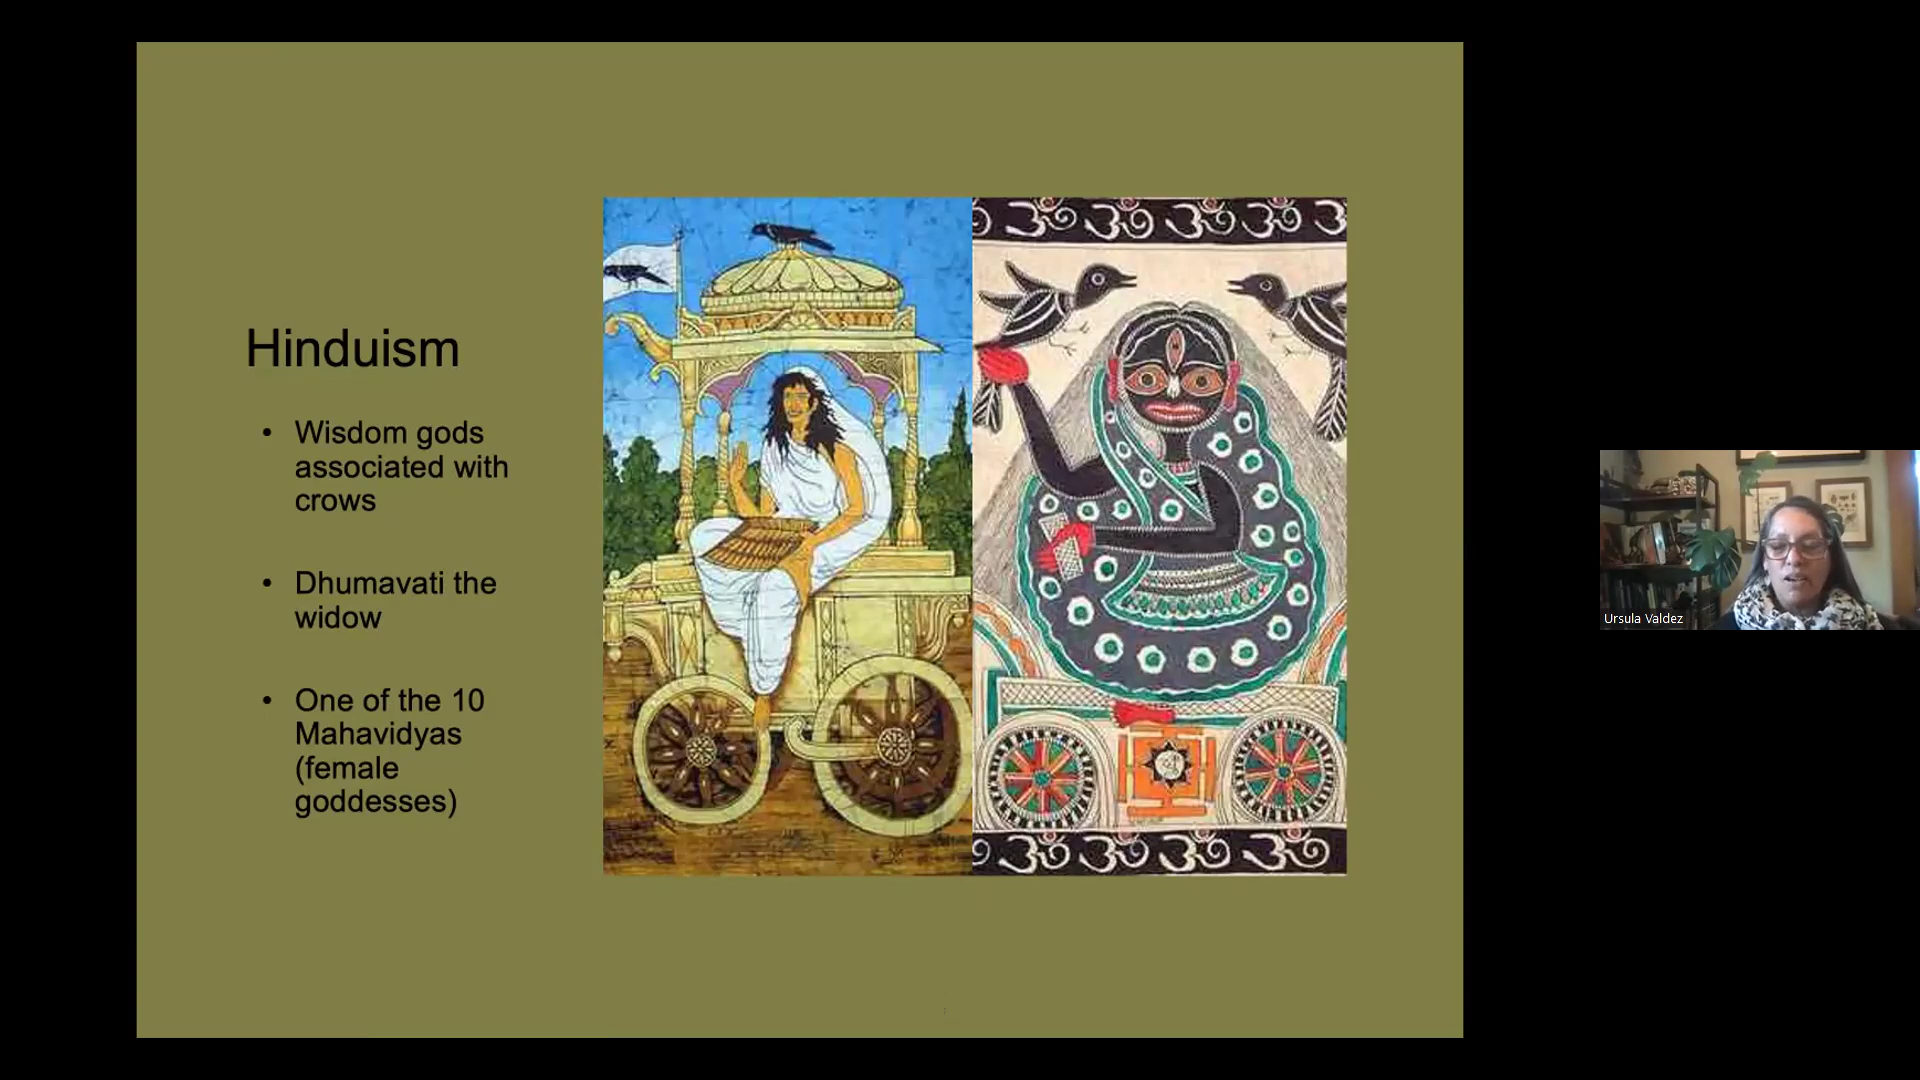 Hinduism
• Wisdom gods
associated with
crows
• Dhumavati the
widow
• One of the 10
Mahavidyas
(female
goddesses)
ॐ ॐ ॐ ॐ
ॐ ॐ ॐ ॐ
Ursula Valdez